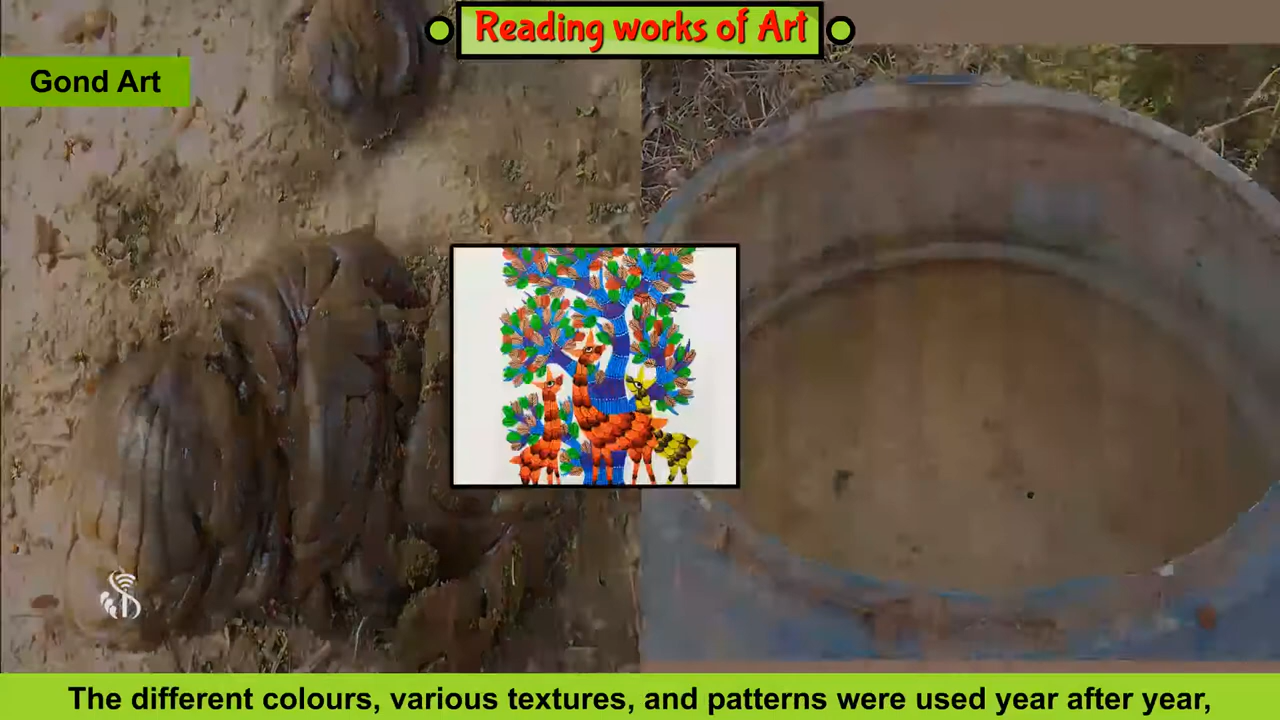 Reading works of Art
Gond Art
The different colours, various textures, and patterns were used year after year,